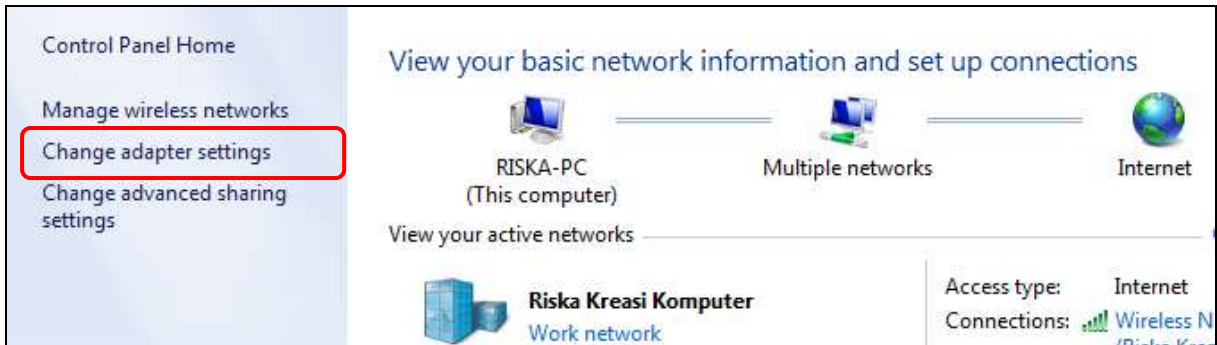 Control Panel Home
Manage wireless networks
Change adapter settings
Change advanced sharing
settings
View your basic network information and set up connections
RISKA-PC
(This computer)
Multiple networks
Internet
View your active networks
Riska Kreasi Komputer
Work network
Access type: Internet
Connections: Wireless N